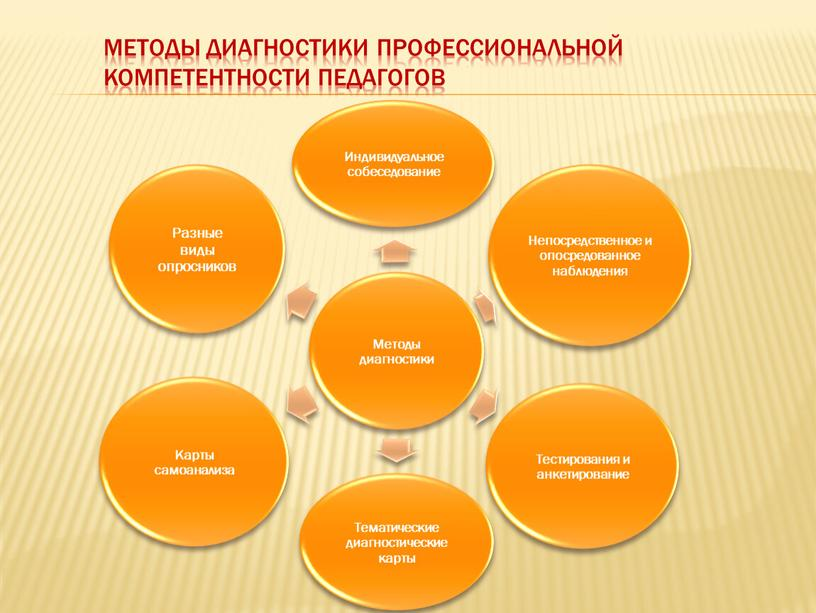 МЕТОДЫ ДИАГНОСТИКИ ПРОФЕССИОНАЛЬНОЙ
КОМПЕТЕНТНОСТИ ПЕДАГОГОВ
Индивидуальное
собеседование
Разные
виды
опросников
Непосредственное и
опосредованное
наблюдения
Методы
диагностики
Карты
самоанализа
Тестирования и
анкетирование
Тематические
диагностические
карты